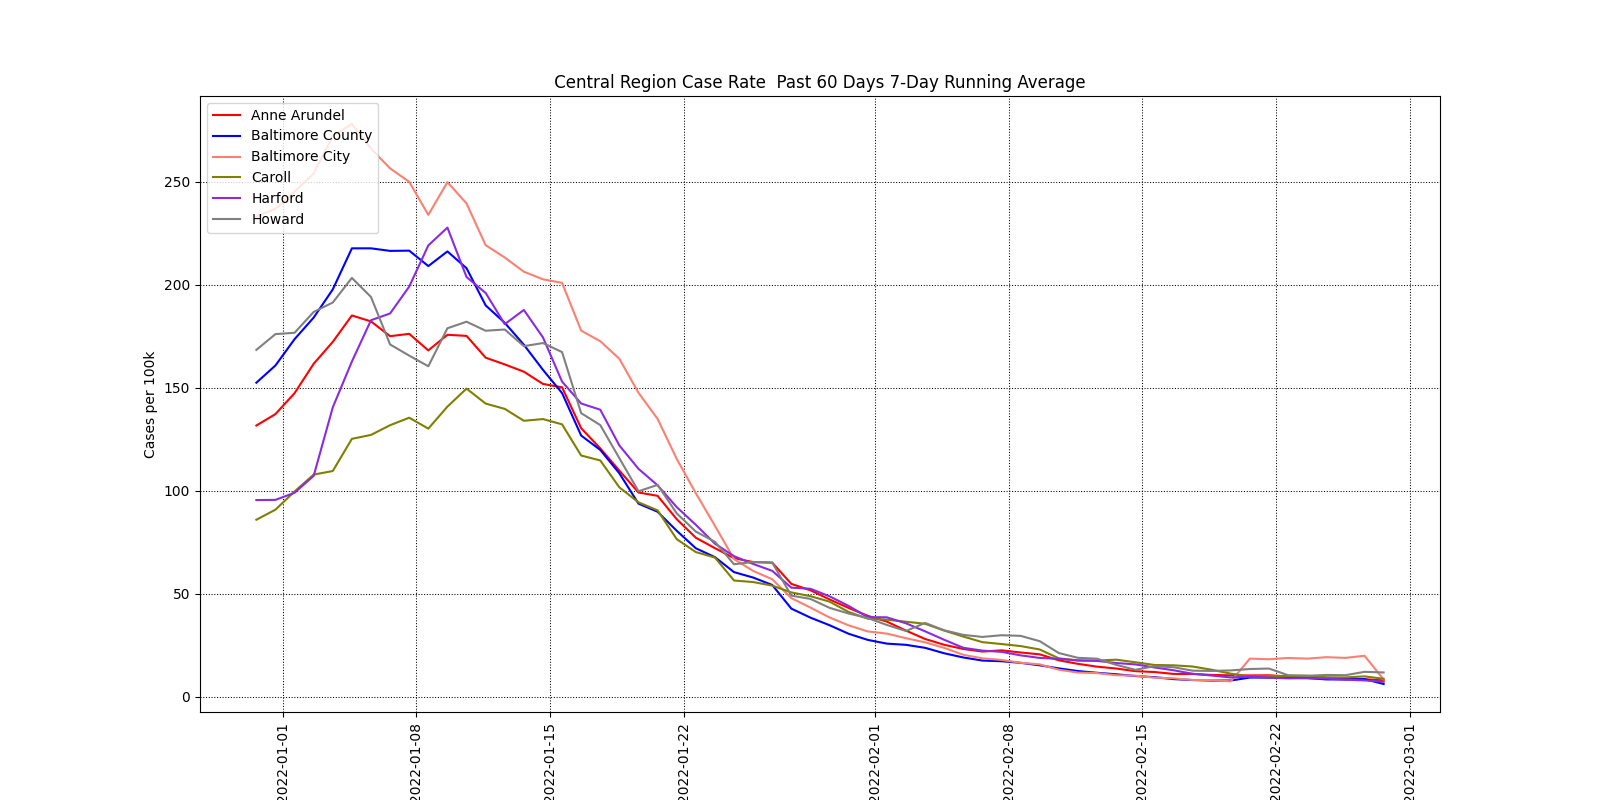 Central Region Case Rate  Past 60 Days 7-Day Running Average
Anne Arundel
Baltimore County
Baltimore City
Caroll
Harford
Howard
Cases per 100k
250
200
150
100
50
0
2022-01-01
2022-01-08
2022-01-15
2022-01-22
2022-02-01
2022-02-08
2022-02-15
2022-02-22
2022-03-01